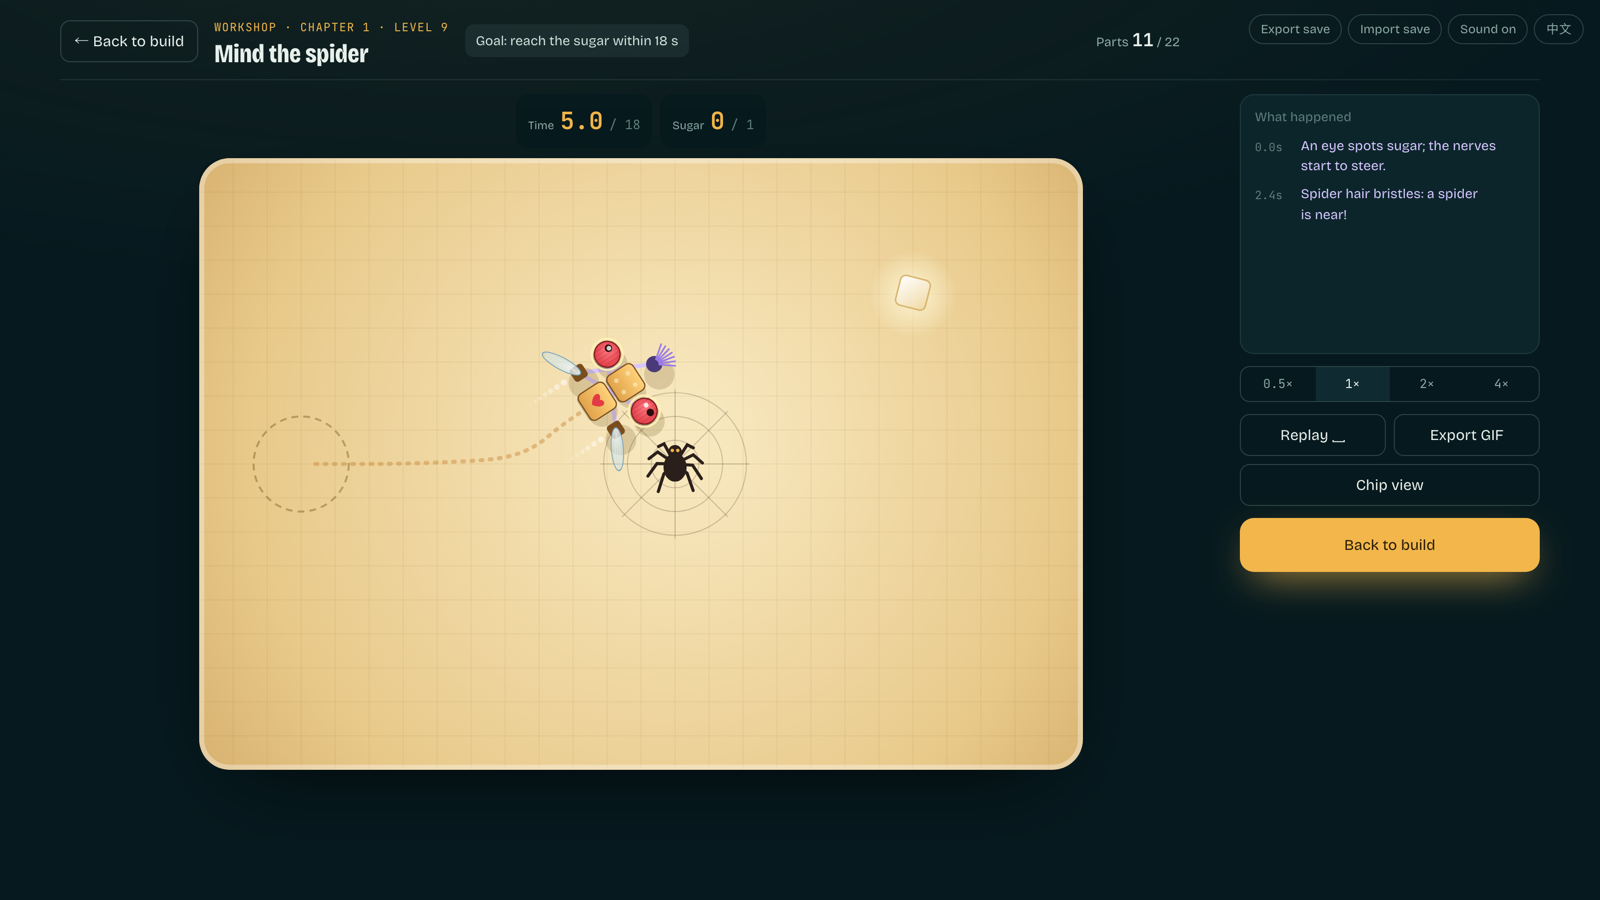 ← Back to build
WORKSHOP · CHAPTER 1 · LEVEL 9
Mind the spider
Goal: reach the sugar within 18 s
Parts 11 / 22
Export save
Import save
Sound on
中文
Time 5.0 / 18
Sugar 0 / 1
What happened
0.0s An eye spots sugar; the nerves
start to steer.
2.4s Spider hair bristles: a spider
is near!
0.5×
1×
2×
4×
Replay ⎵
Export GIF
Chip view
Back to build